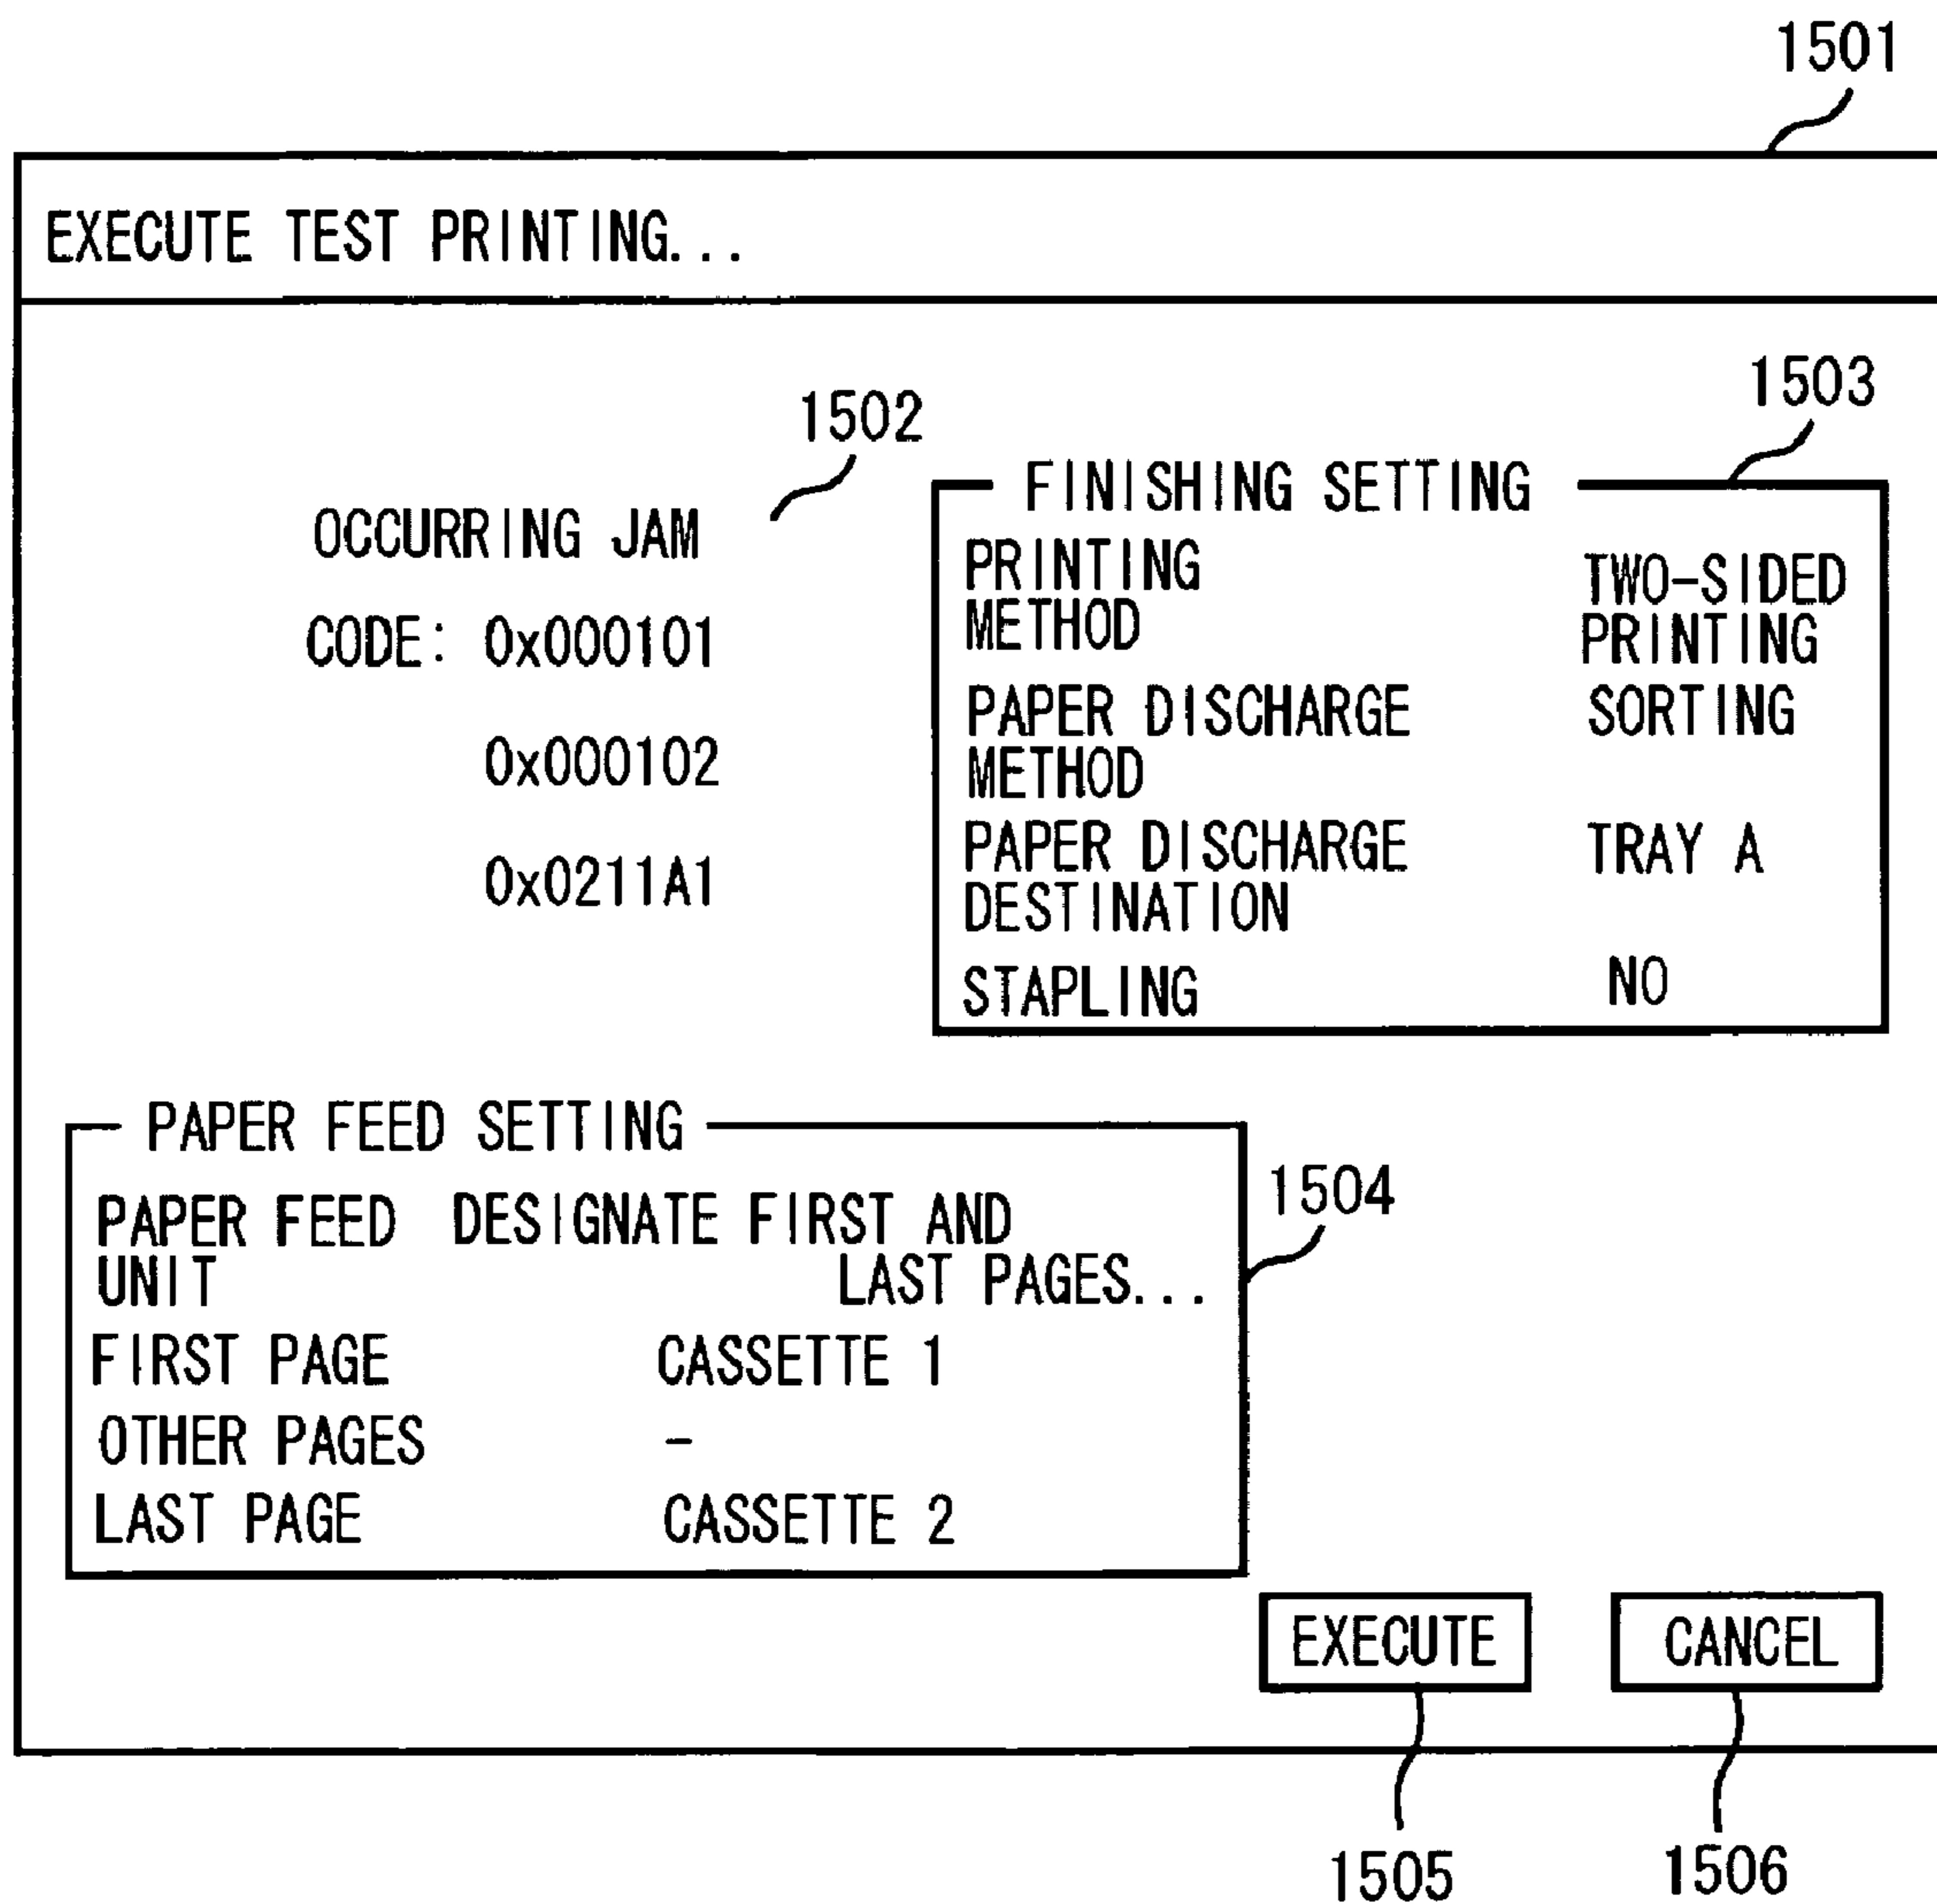 1501
EXECUTE TEST PRINTING...
1502
OCCURRING JAM
CODE: 0x000101
0x000102
0x0211A1
1503
FINISHING SETTING
PRINTING
METHOD
TWO-SIDED
PRINTING
PAPER DISCHARGE
METHOD
SORTING
PAPER DISCHARGE
DESTINATION
TRAY A
STAPLING NO
PAPER FEED SETTING
1504
PAPER FEED DESIGNATE FIRST AND
UNIT LAST PAGES...
FIRST PAGE CASSETTE 1
OTHER PAGES -
LAST PAGE CASSETTE 2
EXECUTE CANCEL
1505 1506